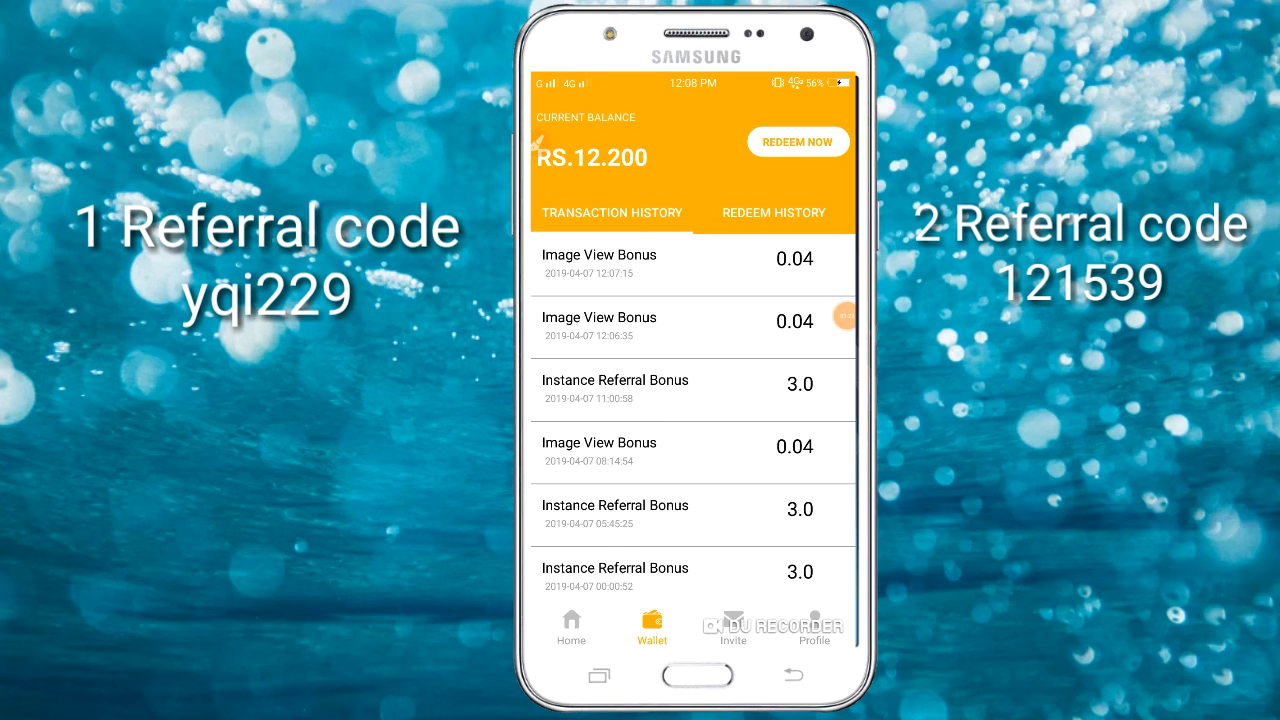 1 Referral code
yqi229
SAMSUNG
G 4G 12:08 PM 4G 56%
CURRENT BALANCE
RS.12.200
REDEEM NOW
TRANSACTION HISTORY REDEEM HISTORY
Image View Bonus 0.04
2019-04-07 12:07:15
Image View Bonus 0.04
2019-04-07 12:06:35
Instance Referral Bonus 3.0
2019-04-07 11:00:58
Image View Bonus 0.04
2019-04-07 08:14:54
Instance Referral Bonus 3.0
2019-04-07 05:45:25
Instance Referral Bonus 3.0
2019-04-07 00:00:52
DU RECORDER
Home Wallet Invite Profile
2 Referral code
121539